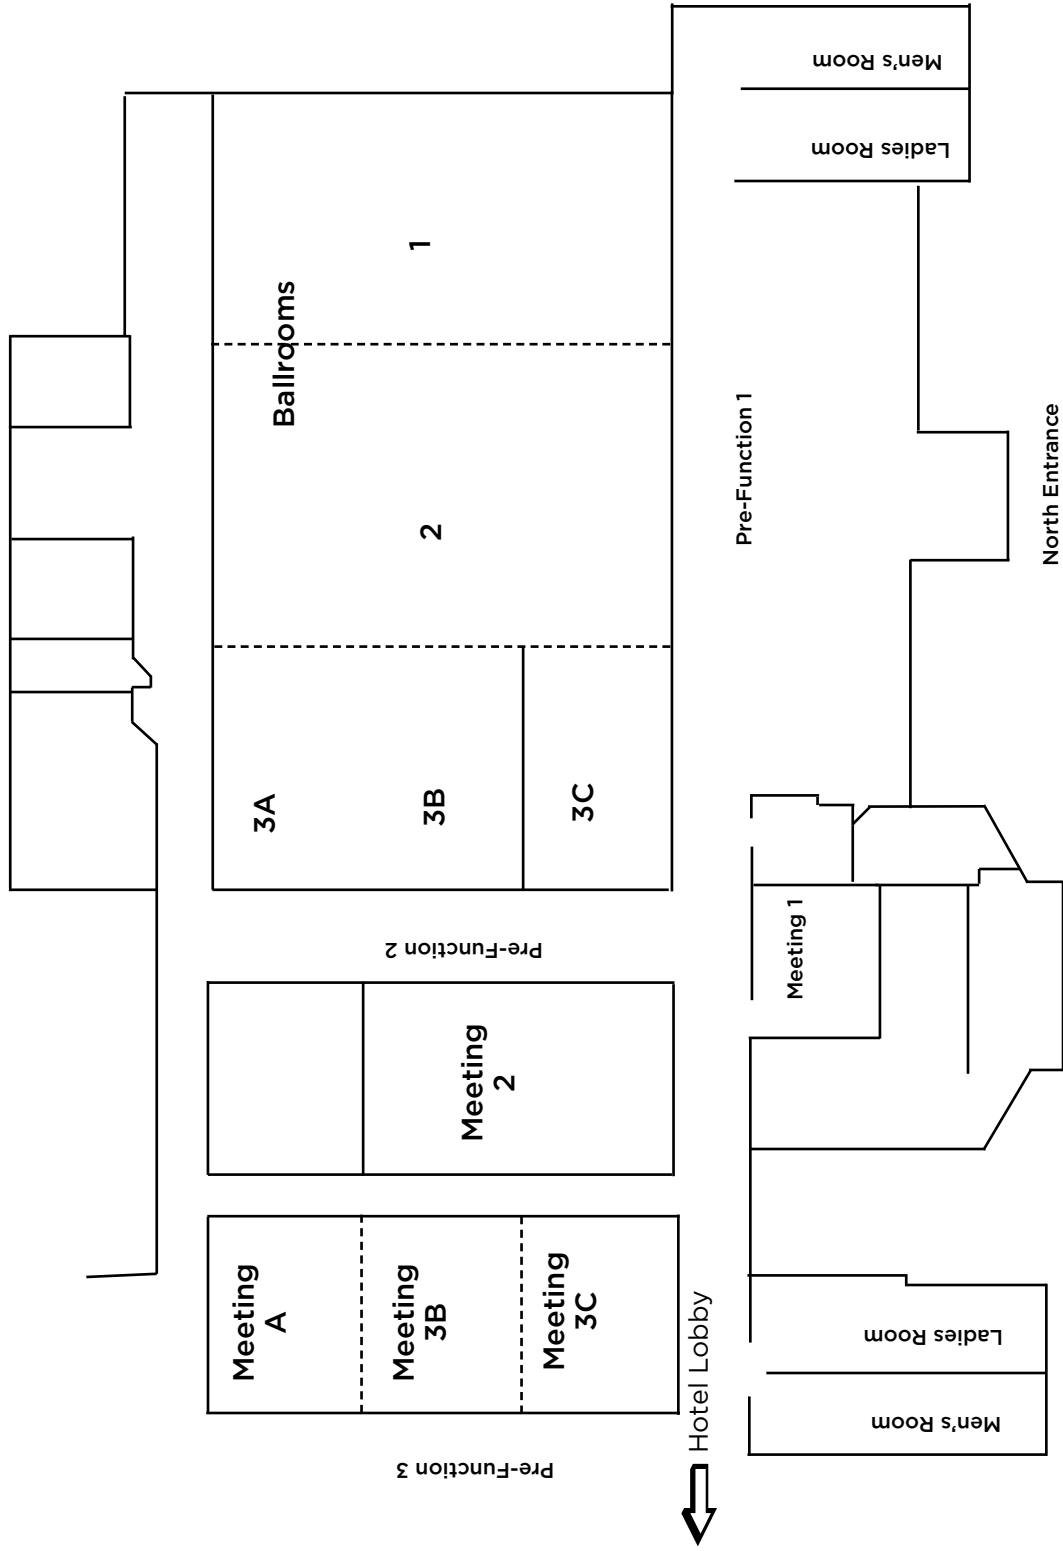 Men's Room
Ladies Room
Ballrooms
1
2
Pre-Function 1
North Entrance
3A
3B
3C
Meeting 1
Pre-Function 2
Meeting
2
Meeting
A
Meeting
3B
Meeting
3C
Hotel Lobby
Ladies Room
Men's Room
Pre-Function 3